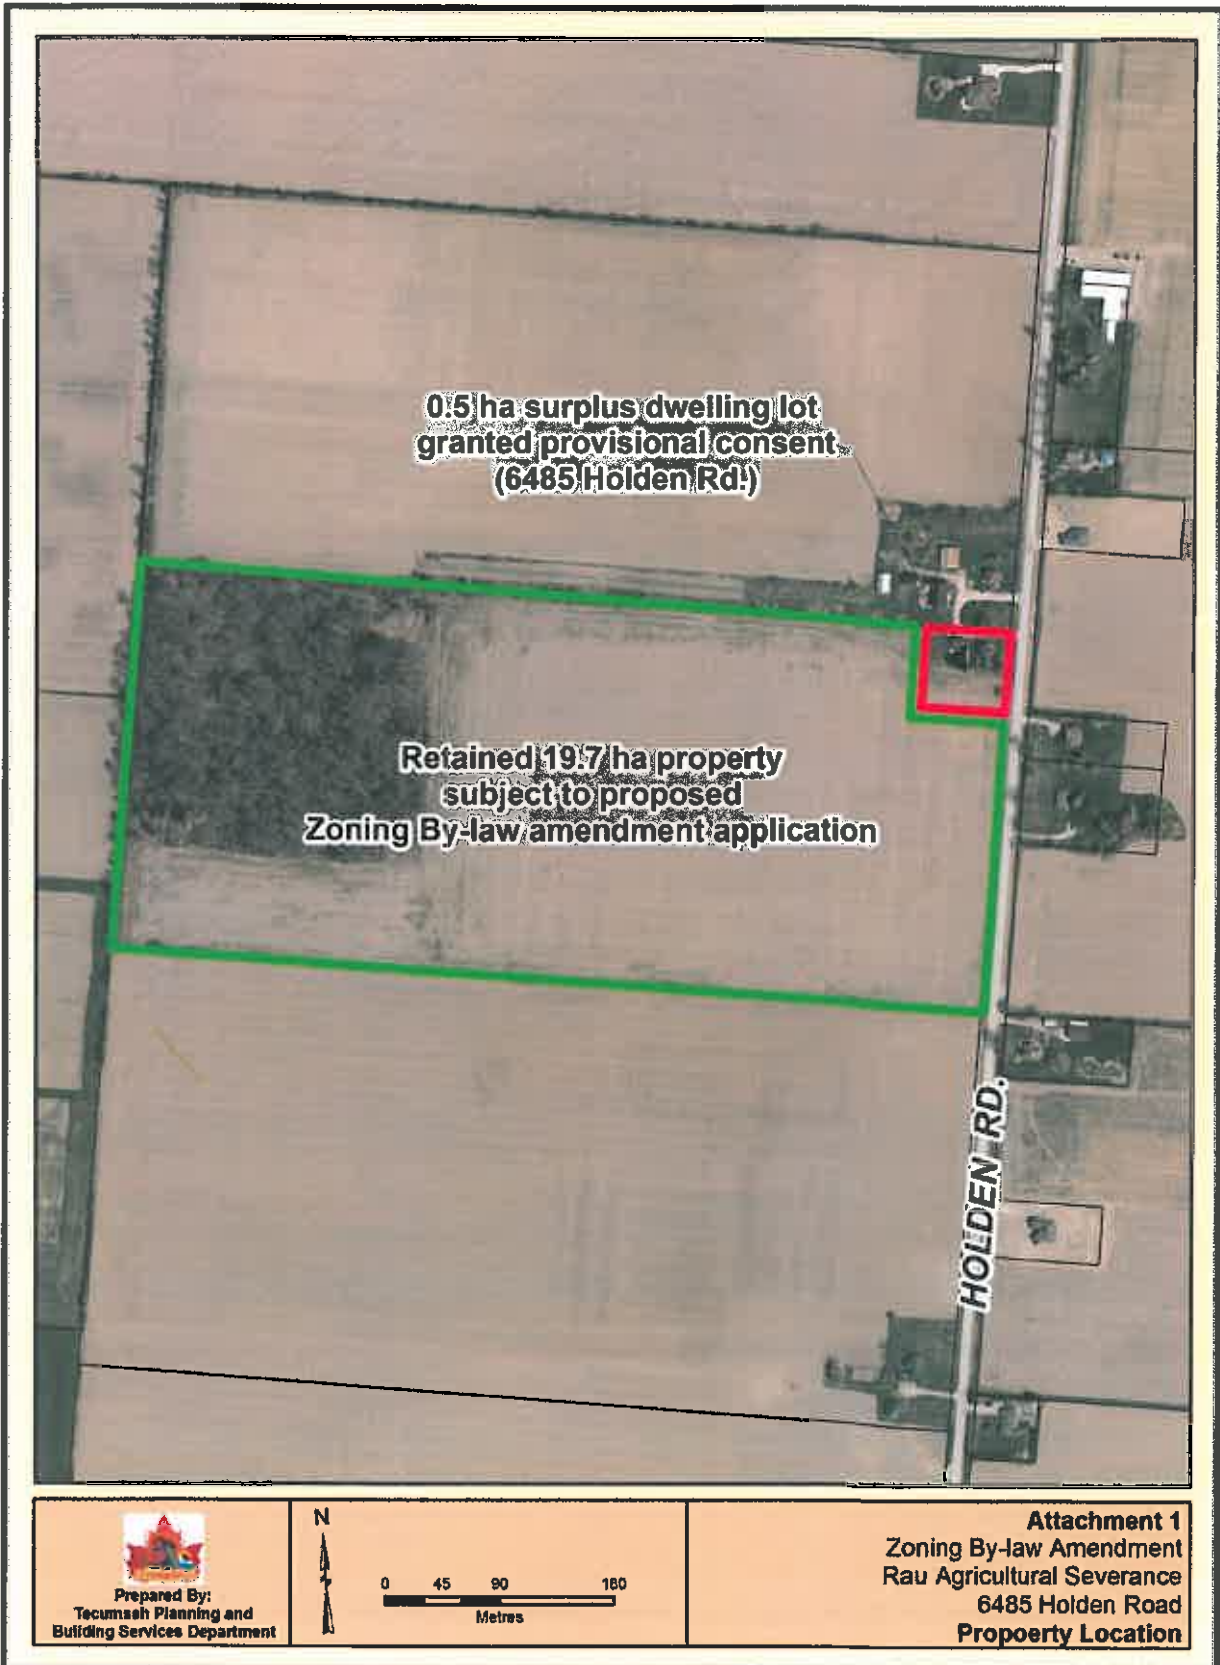 0.5 ha surplus dwelling lot
granted provisional consent
(6485 Holden Rd.)
Retained 19.7 ha property
subject to proposed
Zoning By-law amendment application
HOLDEN RD.
Prepared By:
Tecumseh Planning and
Building Services Department
N
0 45 90 180
Metres
Attachment 1
Zoning By-law Amendment
Rau Agricultural Severance
6485 Holden Road
Propoerty Location